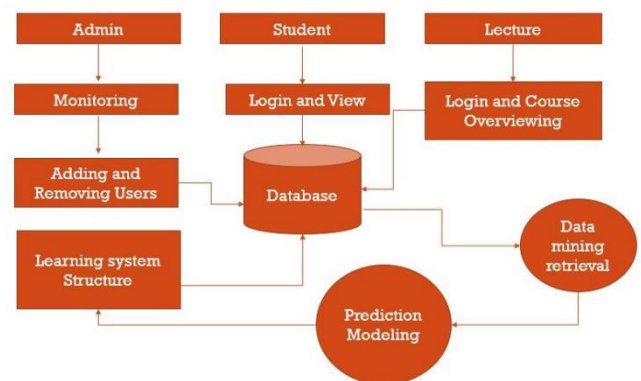 Admin
Student
Lecture
Monitoring
Login and View
Login and Course
Overviewing
Adding and
Removing Users
Database
Data
mining
retrieval
Learning system
Structure
Prediction
Modeling